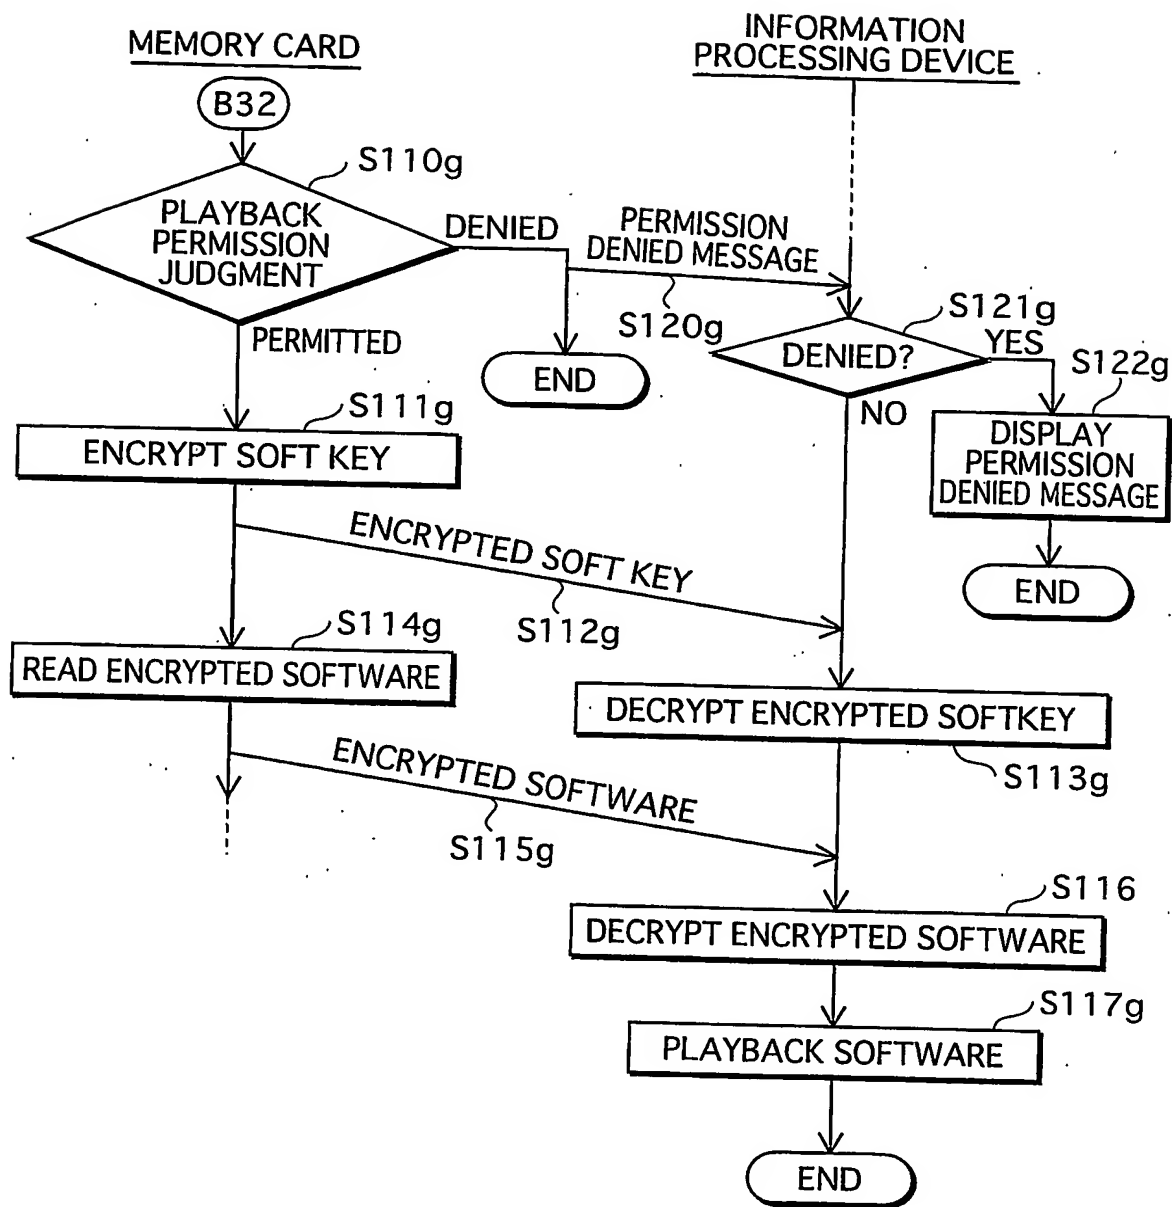 MEMORY CARD
INFORMATION
PROCESSING DEVICE
B32
S110g
PLAYBACK
PERMISSION
JUDGMENT
DENIED
PERMISSION
DENIED MESSAGE
S120g
END
PERMITTED
S121g
DENIED?
YES
NO
S122g
DISPLAY
PERMISSION
DENIED MESSAGE
END
S111g
ENCRYPT SOFT KEY
ENCRYPTED SOFT KEY
S112g
S114g
READ ENCRYPTED SOFTWARE
DECRYPT ENCRYPTED SOFTKEY
S113g
ENCRYPTED SOFTWARE
S115g
S116
DECRYPT ENCRYPTED SOFTWARE
S117g
PLAYBACK SOFTWARE
END